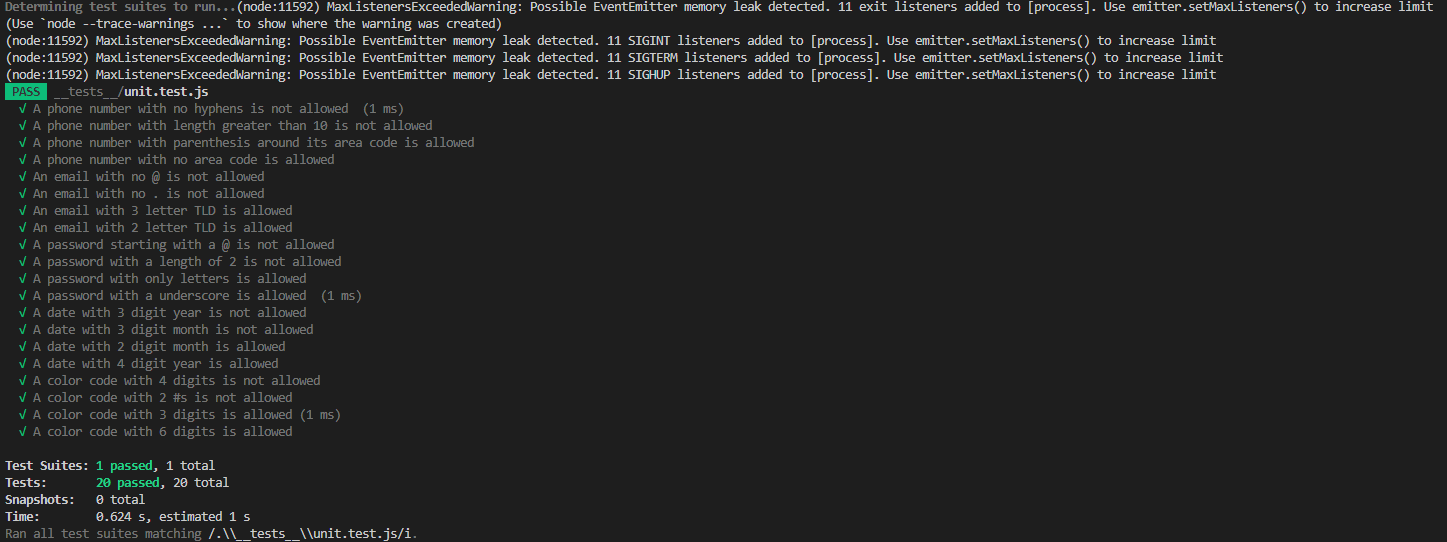 Determining test suites to run...(node:11592) MaxListenersExceededWarning: Possible EventEmitter memory leak detected. 11 exit listeners added to [process]. Use emitter.setMaxListeners() to increase limit
(Use `node --trace-warnings ...` to show where the warning was created)
(node:11592) MaxListenersExceededWarning: Possible EventEmitter memory leak detected. 11 SIGINT listeners added to [process]. Use emitter.setMaxListeners() to increase limit
(node:11592) MaxListenersExceededWarning: Possible EventEmitter memory leak detected. 11 SIGTERM listeners added to [process]. Use emitter.setMaxListeners() to increase limit
(node:11592) MaxListenersExceededWarning: Possible EventEmitter memory leak detected. 11 SIGHUP listeners added to [process]. Use emitter.setMaxListeners() to increase limit
PASS __tests__/unit.test.js
√ A phone number with no hyphens is not allowed (1 ms)
√ A phone number with length greater than 10 is not allowed
√ A phone number with parenthesis around its area code is allowed
√ A phone number with no area code is allowed
√ An email with no @ is not allowed
√ An email with no . is not allowed
√ An email with 3 letter TLD is allowed
√ An email with 2 letter TLD is allowed
√ A password starting with a @ is not allowed
√ A password with a length of 2 is not allowed
√ A password with only letters is allowed
√ A password with a underscore is allowed (1 ms)
√ A date with 3 digit year is not allowed
√ A date with 3 digit month is not allowed
√ A date with 2 digit month is allowed
√ A date with 4 digit year is allowed
√ A color code with 4 digits is not allowed
√ A color code with 2 #s is not allowed
√ A color code with 3 digits is allowed (1 ms)
√ A color code with 6 digits is allowed
Test Suites: 1 passed, 1 total
Tests: 20 passed, 20 total
Snapshots: 0 total
Time: 0.624 s, estimated 1 s
Ran all test suites matching /.\\__tests__\\unit.test.js/i.